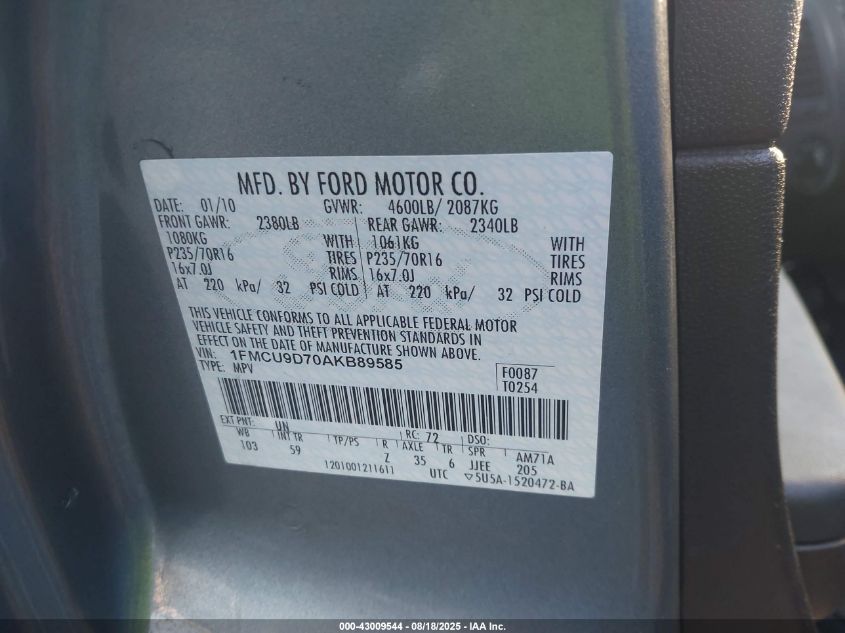 MFD. BY FORD MOTOR CO.
DATE: 01/10 GVWR: 4600LB/ 2087KG
FRONT GAWR: 2380LB REAR GAWR: 2340LB
1080KG WITH 1061KG WITH
P235/70R16 TIRES P235/70R16 TIRES
16x7.0J RIMS 16x7.0J RIMS
AT 220 kPa/ 32 PSI COLD AT 220 kPa/ 32 PSI COLD
THIS VEHICLE CONFORMS TO ALL APPLICABLE FEDERAL MOTOR
VEHICLE SAFETY AND THEFT PREVENTION STANDARDS IN
EFFECT ON THE DATE OF MANUFACTURE SHOWN ABOVE.
VIN: 1FMCU9D70AKB89585
TYPE: MPV
F0087
T0254
EXT PNT: UN RC: 72 DSO:
WB INT TR TP/PS R AXLE TR SPR AM71A
103 59 Z 35 6 JJEE 205
1201001211611 UTC ▽5U5A-1520472-BA
000-43009544 - 08/18/2025 - IAA Inc.